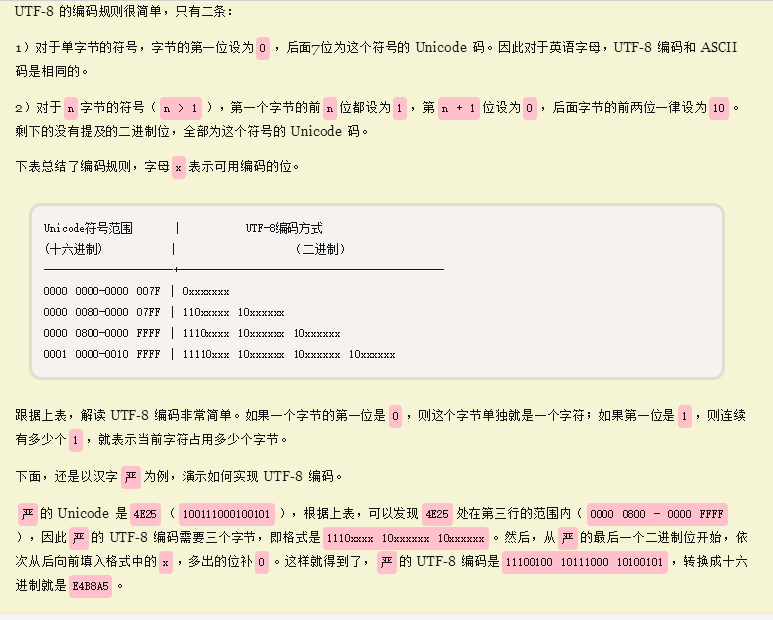 UTF-8 的编码规则很简单，只有二条：
1）对于单字节的符号，字节的第一位设为 0 ，后面7位为这个符号的 Unicode 码。因此对于英语字母，UTF-8 编码和 ASCII
码是相同的。
2）对于 n 字节的符号（ n > 1 ），第一个字节的前 n 位都设为 1 ，第 n + 1 位设为 0 ，后面字节的前两位一律设为 10 。
剩下的没有提及的二进制位，全部为这个符号的 Unicode 码。
下表总结了编码规则，字母 x 表示可用编码的位。
Unicode符号范围 | UTF-8编码方式
(十六进制) | （二进制）
0000 0000-0000 007F | 0xxxxxxx
0000 0080-0000 07FF | 110xxxxx 10xxxxxx
0000 0800-0000 FFFF | 1110xxxx 10xxxxxx 10xxxxxx
0001 0000-0010 FFFF | 11110xxx 10xxxxxx 10xxxxxx 10xxxxxx
跟据上表，解读 UTF-8 编码非常简单。如果一个字节的第一位是 0 ，则这个字节单独就是一个字符；如果第一位是 1 ，则连续
有多少个 1 ，就表示当前字符占用多少个字节。
下面，还是以汉字 严 为例，演示如何实现 UTF-8 编码。
严 的 Unicode 是 4E25 （ 100111000100101 ），根据上表，可以发现 4E25 处在第三行的范围内（ 0000 0800 - 0000 FFFF
），因此 严 的 UTF-8 编码需要三个字节，即格式是 1110xxxx 10xxxxxx 10xxxxxx 。然后，从 严 的最后一个二进制位开始，依
次从后向前填入格式中的 x ，多出的位补 0 。这样就得到了， 严 的 UTF-8 编码是 11100100 10111000 10100101 ，转换成十六
进制就是 E4B8A5 。